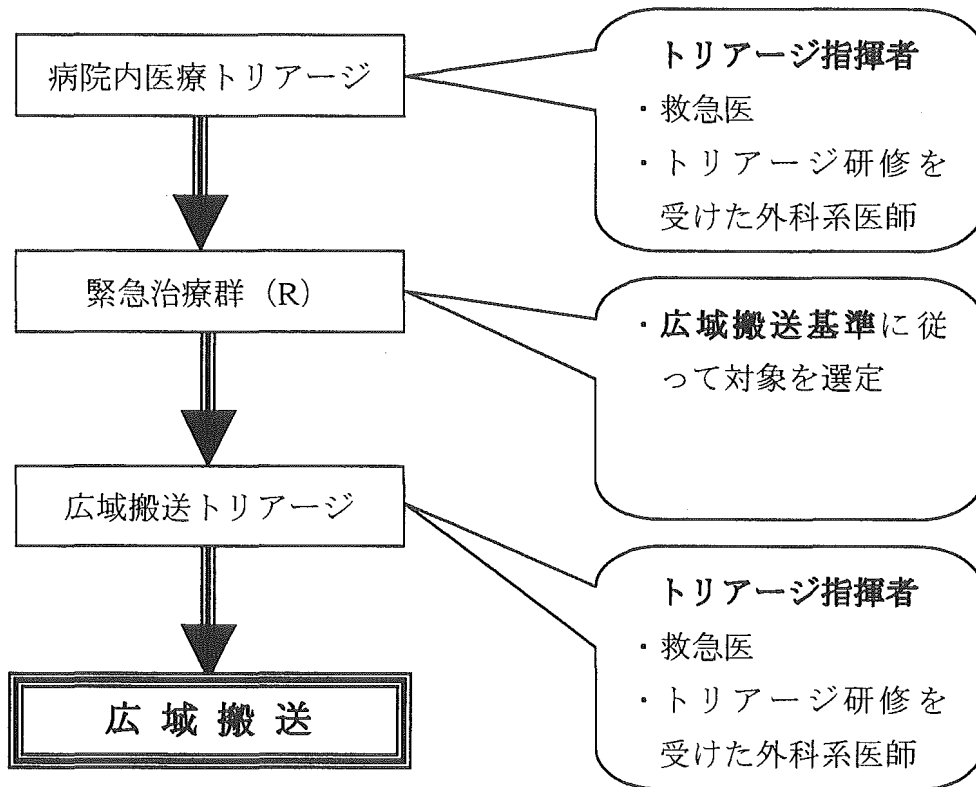 病院内医療トリアージ
トリアージ指揮者
・救急医
・トリアージ研修を
受けた外科系医師
緊急治療群（R）
・広域搬送基準に従
って対象を選定
広域搬送トリアージ
トリアージ指揮者
・救急医
・トリアージ研修を
受けた外科系医師
広 域 搬 送